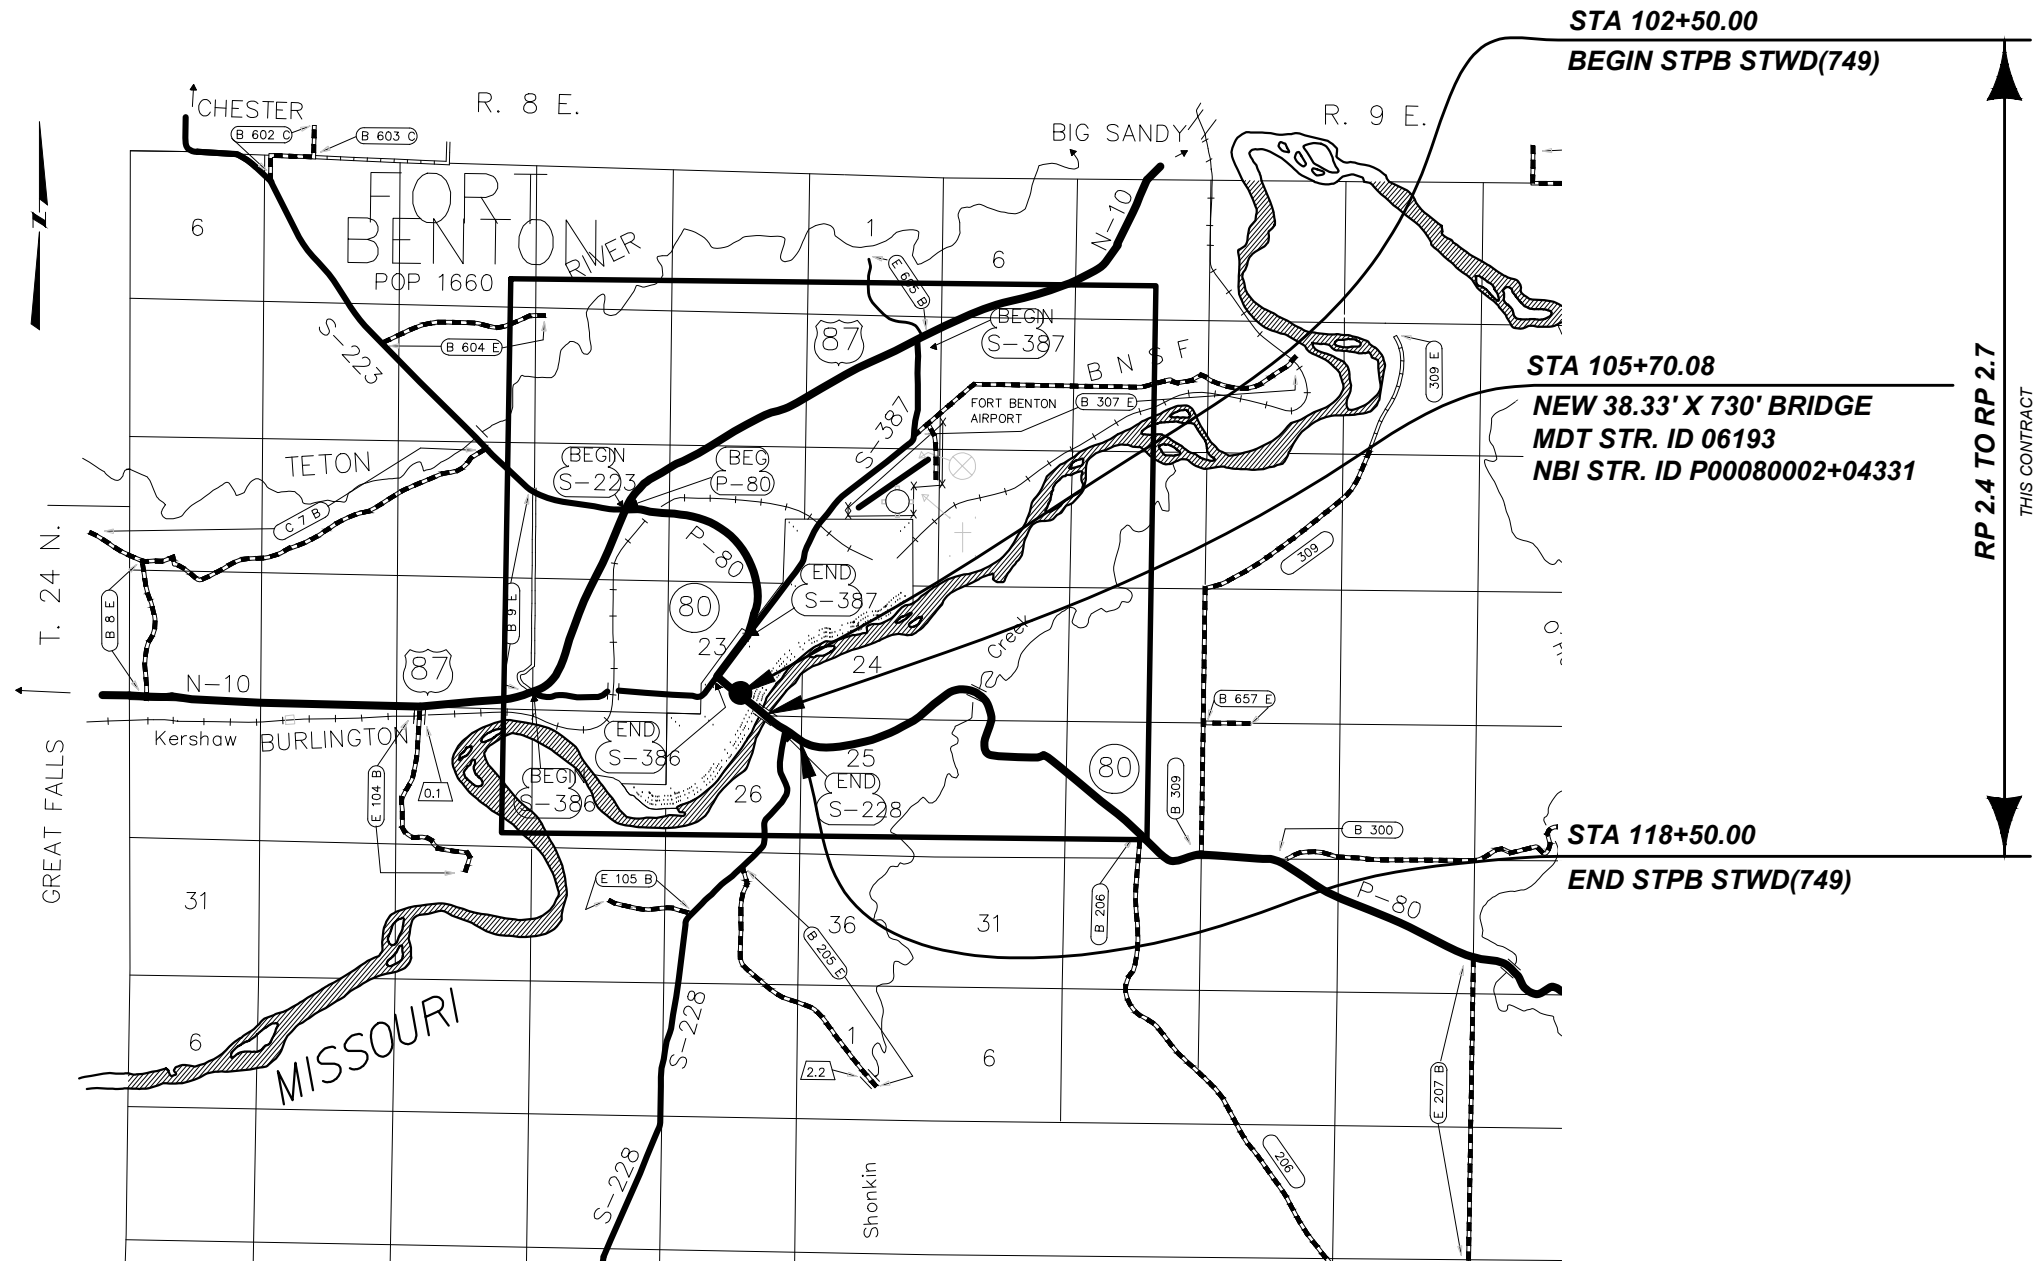 STA 102+50.00
BEGIN STPB STWD(749)
R. 8 E.
CHESTER
B 602 C
B 603 C
BIG SANDY
R. 9 E.
FORT
BENTON
POP 1660
RIVER
6
1
6
N-10
E 605 B
BEGIN
S-387
87
S-223
B 604 E
B N S F
309 E
STA 105+70.08
NEW 38.33' X 730' BRIDGE
MDT STR. ID 06193
NBI STR. ID P00080002+04331
RP 2.4 TO RP 2.7
THIS CONTRACT
FORT BENTON
AIRPORT
B 307 E
S-387
TETON
BEGIN
S-223
BEG
P-80
C 7 B
P-80
T. 24 N.
B 8 E
B 9 E
80
END
S-387
309
23
24
Creek
N-10
87
B 657 E
Kershaw
BURLINGTON
END
S-386
25
80
GREAT FALLS
E 104 B
0.1
BEGIN
S-386
26
END
S-228
B 309
B 300
STA 118+50.00
END STPB STWD(749)
31
E 105 B
36
31
B 206
P-80
B 205 E
MISSOURI
6
S-228
1
2.2
6
E 207 B
S-228
Shonkin
206